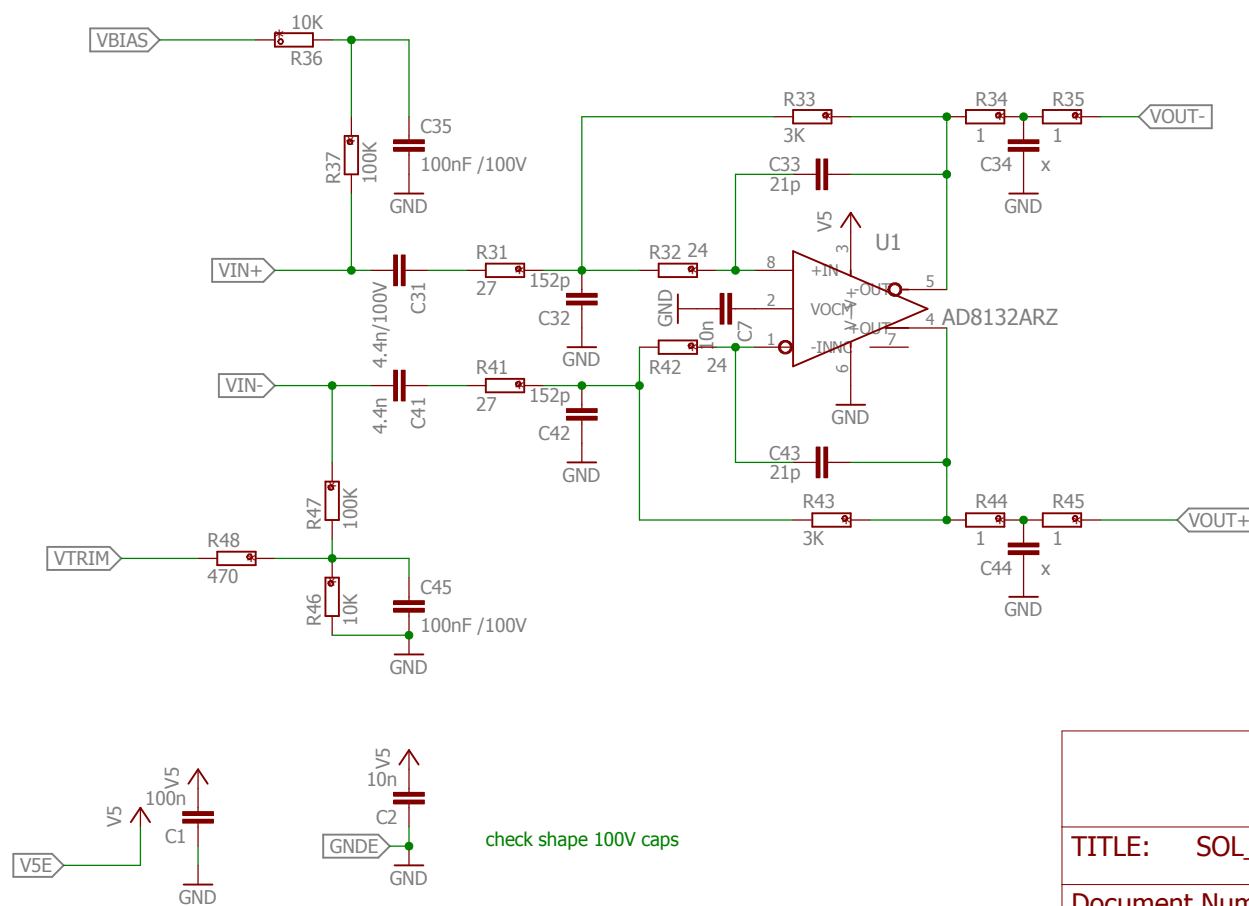 10K
VBIAS
R36
R33
R34
R35
C35
VOUT-
100nF /100V
3K
1
1
R37
100K
C33
C34
x
21p
GND
GND
V5
3
U1
R31
R32
24
VIN+
8
+IN
-OUT
5
27
152p
GND
2
VOCM
V+
V-
C31
4.4n/100V
C32
10n
C7
+OUT
4
AD8132ARZ
GND
1
-IN
NC
7
R41
R42
24
VIN-
152p
6
27
GND
4.4n
C41
C42
C43
GND
21p
R47
100K
R43
R44
R45
VOUT+
R48
3K
1
1
VTRIM
470
C45
C44
x
R46
10K
100nF /100V
GND
GND
V5
V5
10n
100n
V5
C2
C1
check shape 100V caps
GNDE
V5E
GND
GND
TITLE: SOL_
Document Num